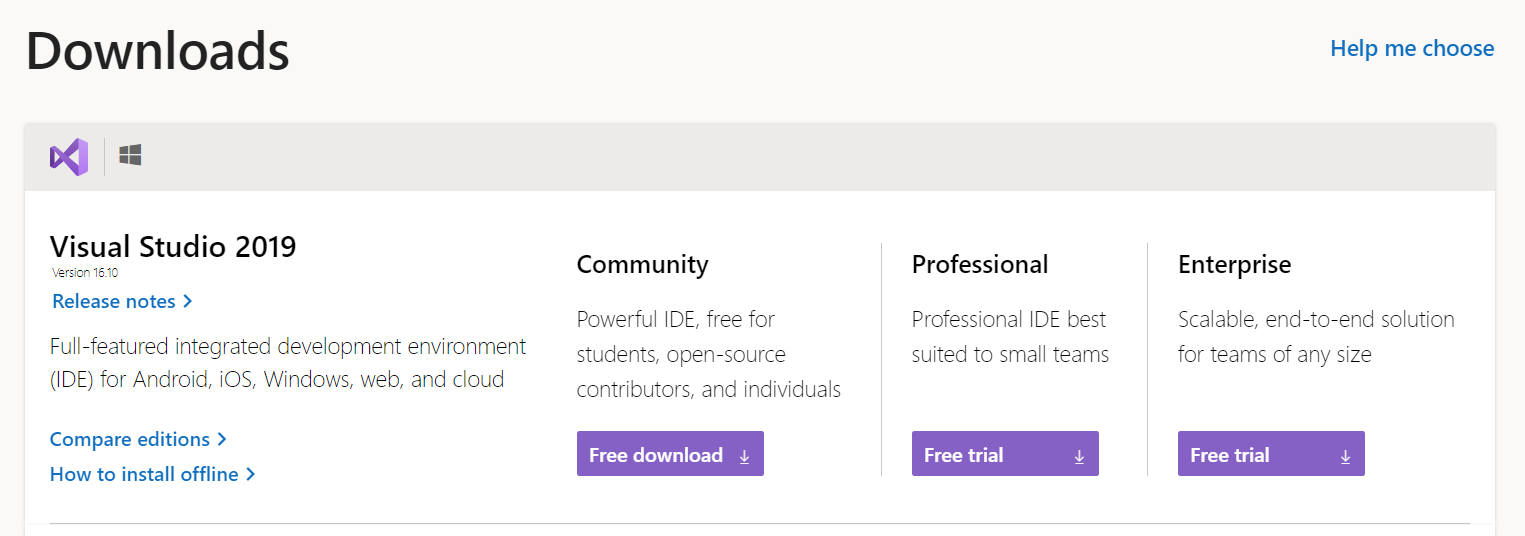 Downloads
Help me choose
Visual Studio 2019
Version 16.10
Release notes
Full-featured integrated development environment
(IDE) for Android, iOS, Windows, web, and cloud
Compare editions
How to install offline
Community
Powerful IDE, free for
students, open-source
contributors, and individuals
Free download
Professional
Professional IDE best
suited to small teams
Free trial
Enterprise
Scalable, end-to-end solution
for teams of any size
Free trial